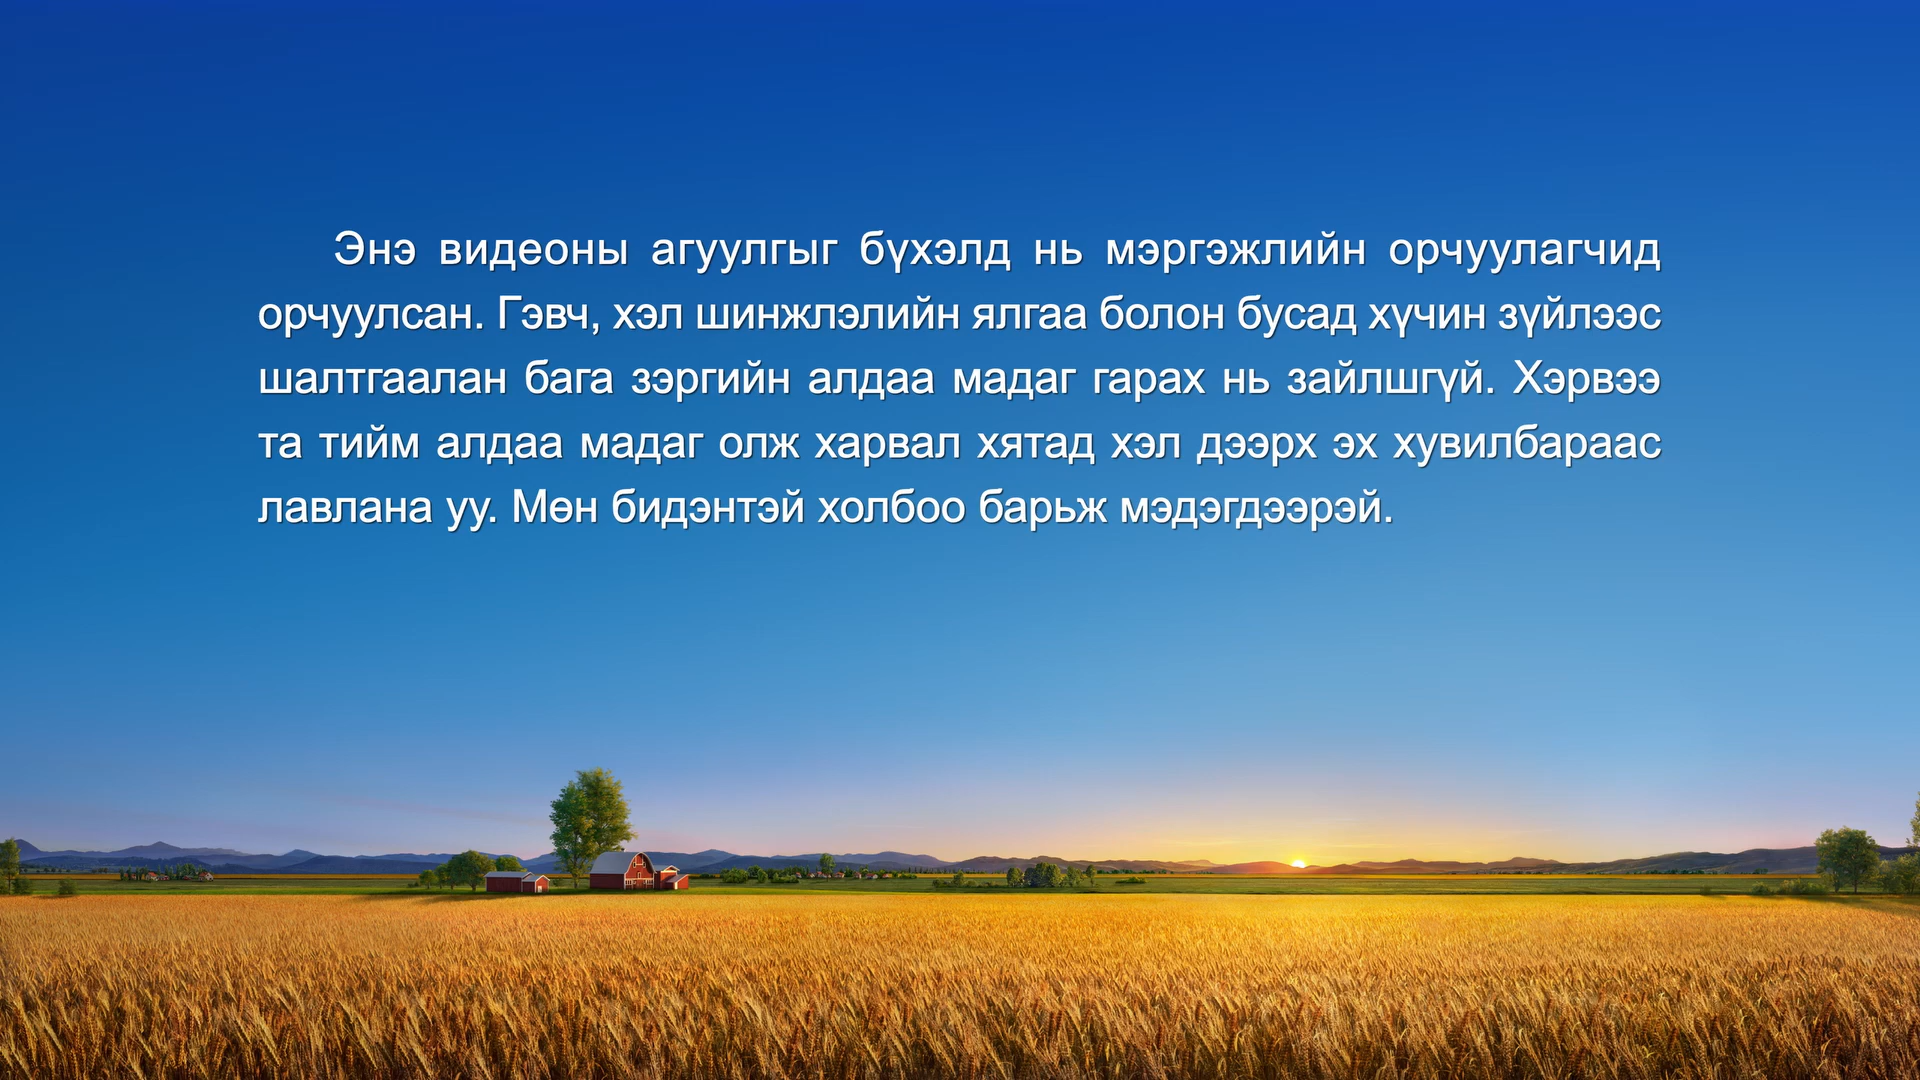 Энэ видеоны агуулгыг бүхэлд нь мэргэжлийн орчуулагчид
орчуулсан. Гэвч, хэл шинжлэлийн ялгаа болон бусад хүчин зүйлээс
шалтгаалан бага зэргийн алдаа мадаг гарах нь зайлшгүй. Хэрвээ
та тийм алдаа мадаг олж харвал хятад хэл дээрх эх хувилбараас
лавлана уу. Мөн бидэнтэй холбоо барьж мэдэгдээрэй.